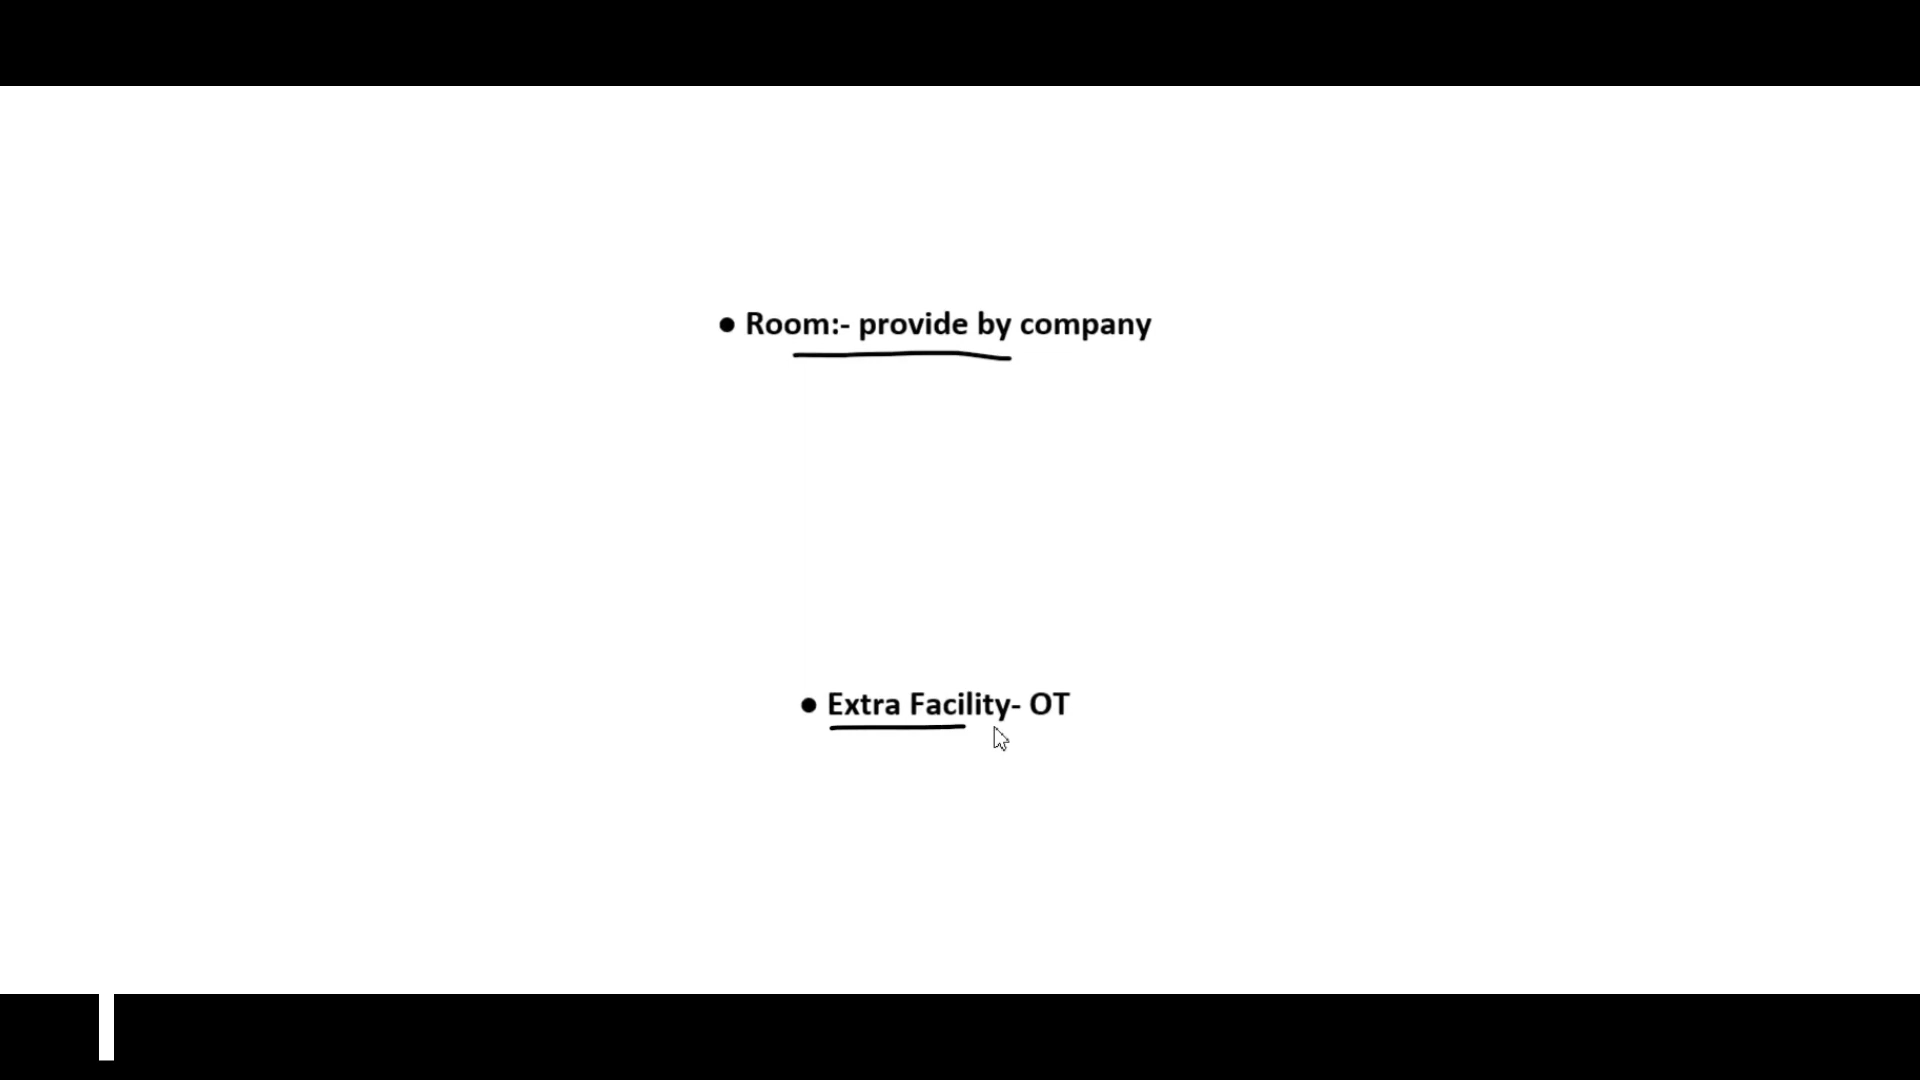 ● Room:- provide by company
● Extra Facility- OT